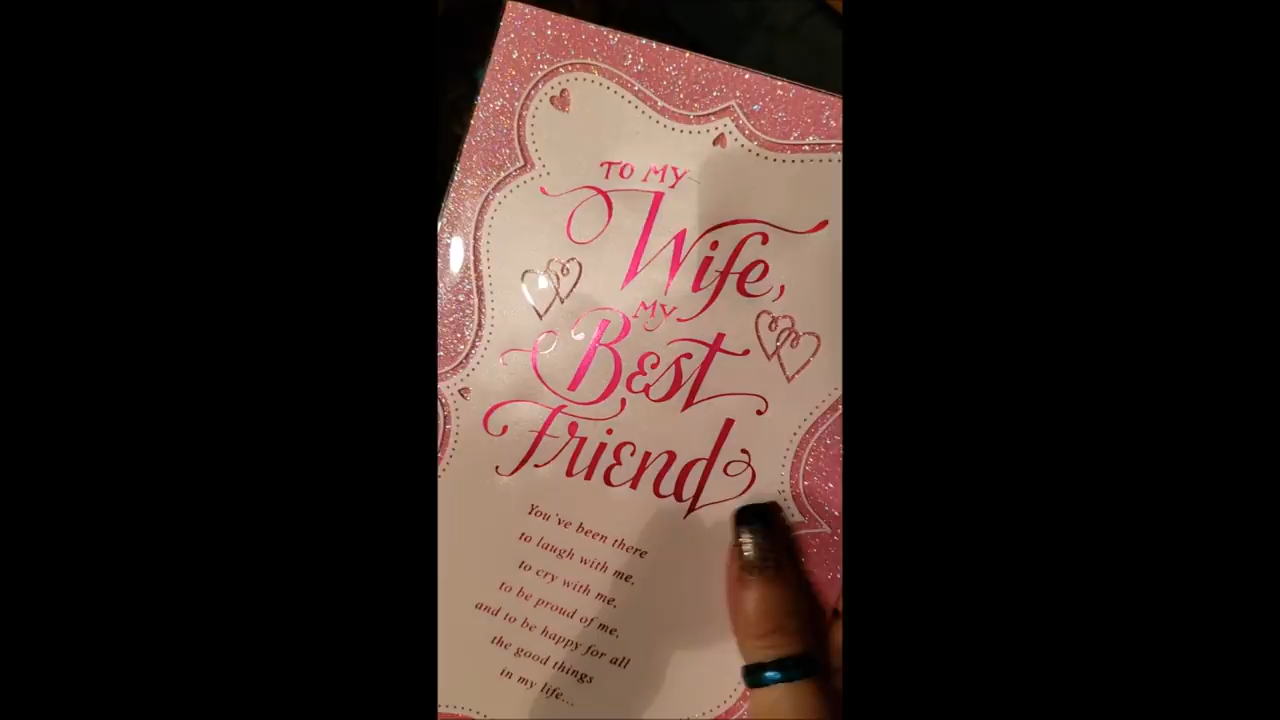 TO MY
Wife,
MY
BEST
Friend
You've been there
to laugh with me,
to cry with me,
to be proud of me,
and to be happy for all
the good things
in my life...